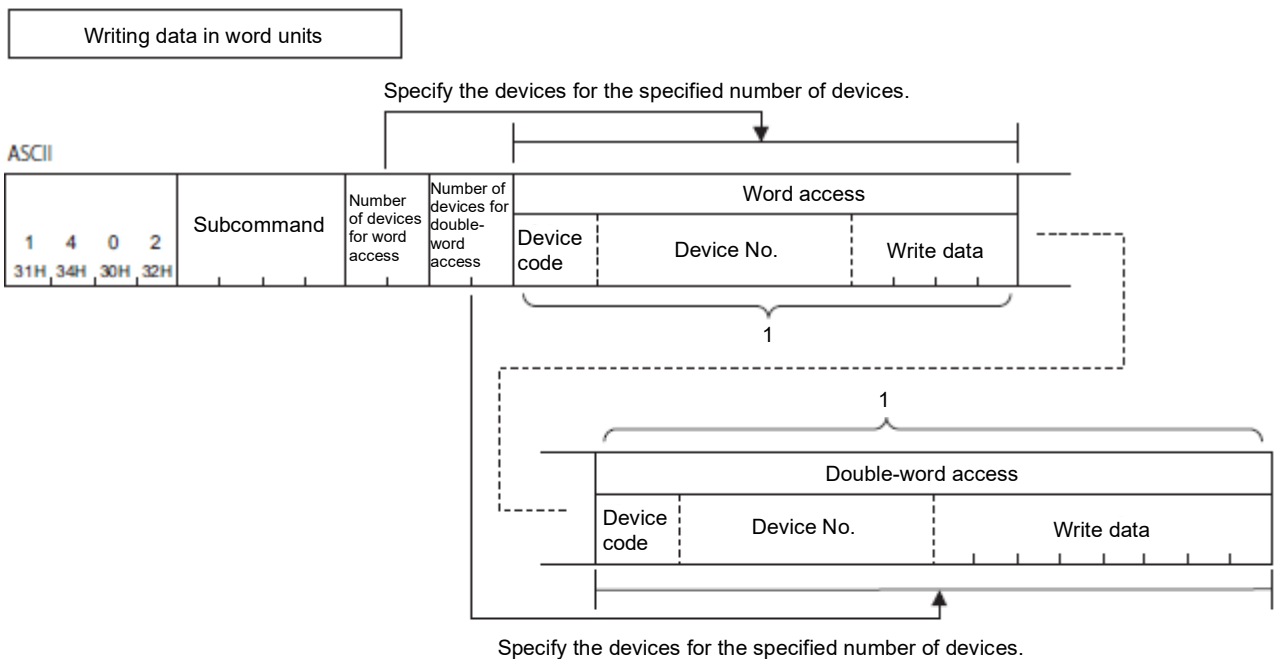 Writing data in word units
Specify the devices for the specified number of devices.
ASCII
1 4 0 2
31H 34H 30H 32H
Subcommand
Number
of devices
for word
access
Number of
devices for
double-
word
access
Word access
Device
code
Device No.
Write data
1
1
Double-word access
Device
code
Device No.
Write data
Specify the devices for the specified number of devices.